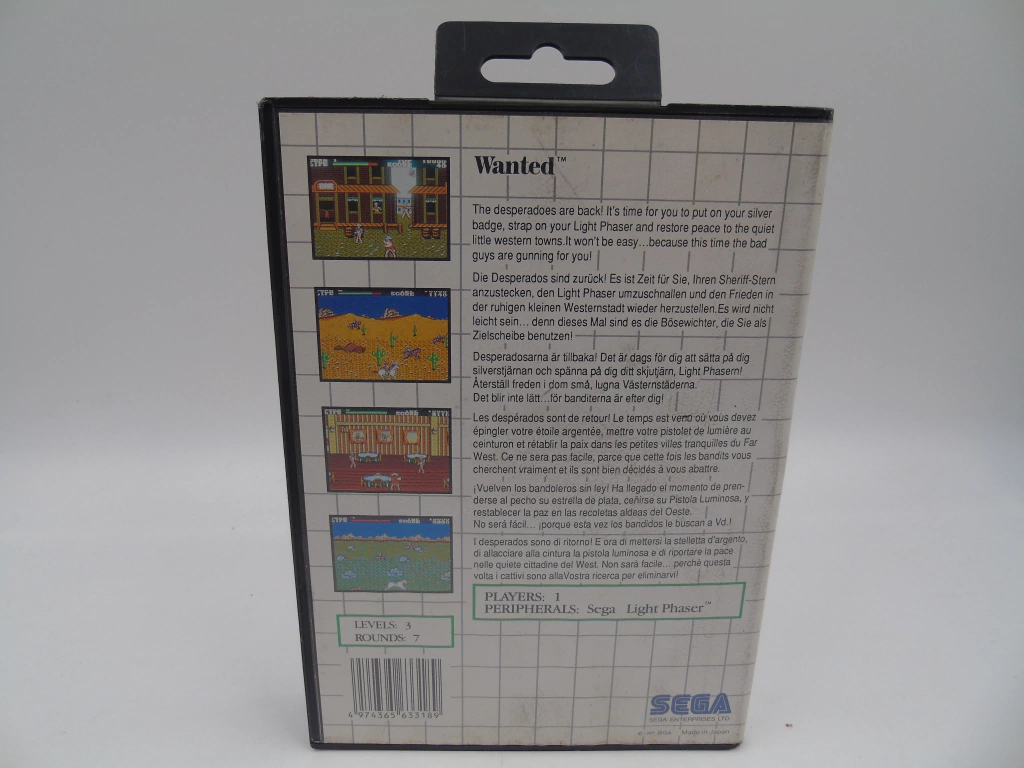 Wanted™
The desperadoes are back! It's time for you to put on your silver
badge, strap on your Light Phaser and restore peace to the quiet
little western towns.It won't be easy...because this time the bad
guys are gunning for you!
Die Desperados sind zurück! Es ist Zeit für Sie, Ihren Sheriff-Stern
anzustecken, den Light Phaser umzuschnallen und den Frieden in
der ruhigen kleinen Westernstadt wieder herzustellen.Es wird nicht
leicht sein... denn dieses Mal sind es die Bösewichter, die Sie als
Zielscheibe benutzen!
Desperadosarna är tillbaka! Det är dags för dig att sätta på dig
silverstjärnan och spänna på dig ditt skjutjärn, Light Phasern!
Återställ freden i dom små, lugna Västernstäderna.
Det blir inte lätt...för banditerna är efter dig!
Les despérados sont de retour! Le temps est venu où vous devez
épingler votre étoile argentée, mettre votre pistolet de lumière au
ceinturon et rétablir la paix dans les petites villes tranquilles du Far
West. Ce ne sera pas facile, parce que cette fois les bandits vous
cherchent vraiment et ils sont bien décidés à vous abattre.
¡Vuelven los bandoleros sin ley! Ha llegado el momento de pren-
derse al pecho su estrella de plata, ceñirse su Pistola Luminosa, y
restablecer la paz en las recoletas aldeas del Oeste.
No será fácil... ¡porque esta vez los bandidos le buscan a Vd.!
I desperados sono di ritorno! E ora di mettersi la stelletta d'argento,
di allacciare alla cintura la pistola luminosa e di riportare la pace
nelle quiete cittadine del West. Non sarà facile... perchè questa
volta i cattivi sono allaVostra ricerca per eliminarvi!
PLAYERS: 1
PERIPHERALS: Sega Light Phaser™
LEVELS: 3
ROUNDS: 7
4 974365 633189
SEGA
SEGA ENTERPRISES LTD
SEGA Made in Japan